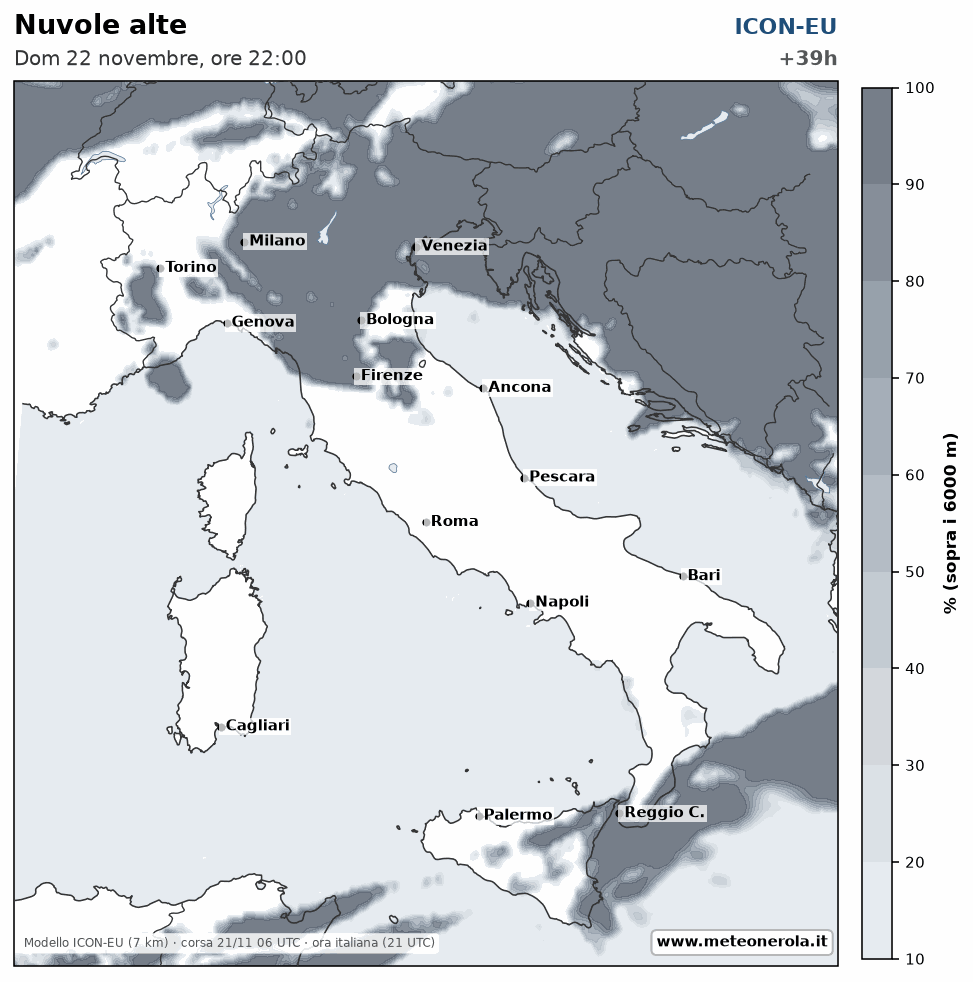 Nuvole alte
ICON-EU
Dom 22 novembre, ore 22:00
+39h
100
90
80
70
60
50
40
30
20
10
% (sopra i 6000 m)
Milano
Venezia
Torino
Genova
Bologna
Firenze
Ancona
Pescara
Roma
Bari
Napoli
Cagliari
Palermo
Reggio C.
Modello ICON-EU (7 km) · corsa 21/11 06 UTC · ora italiana (21 UTC)
www.meteonerola.it